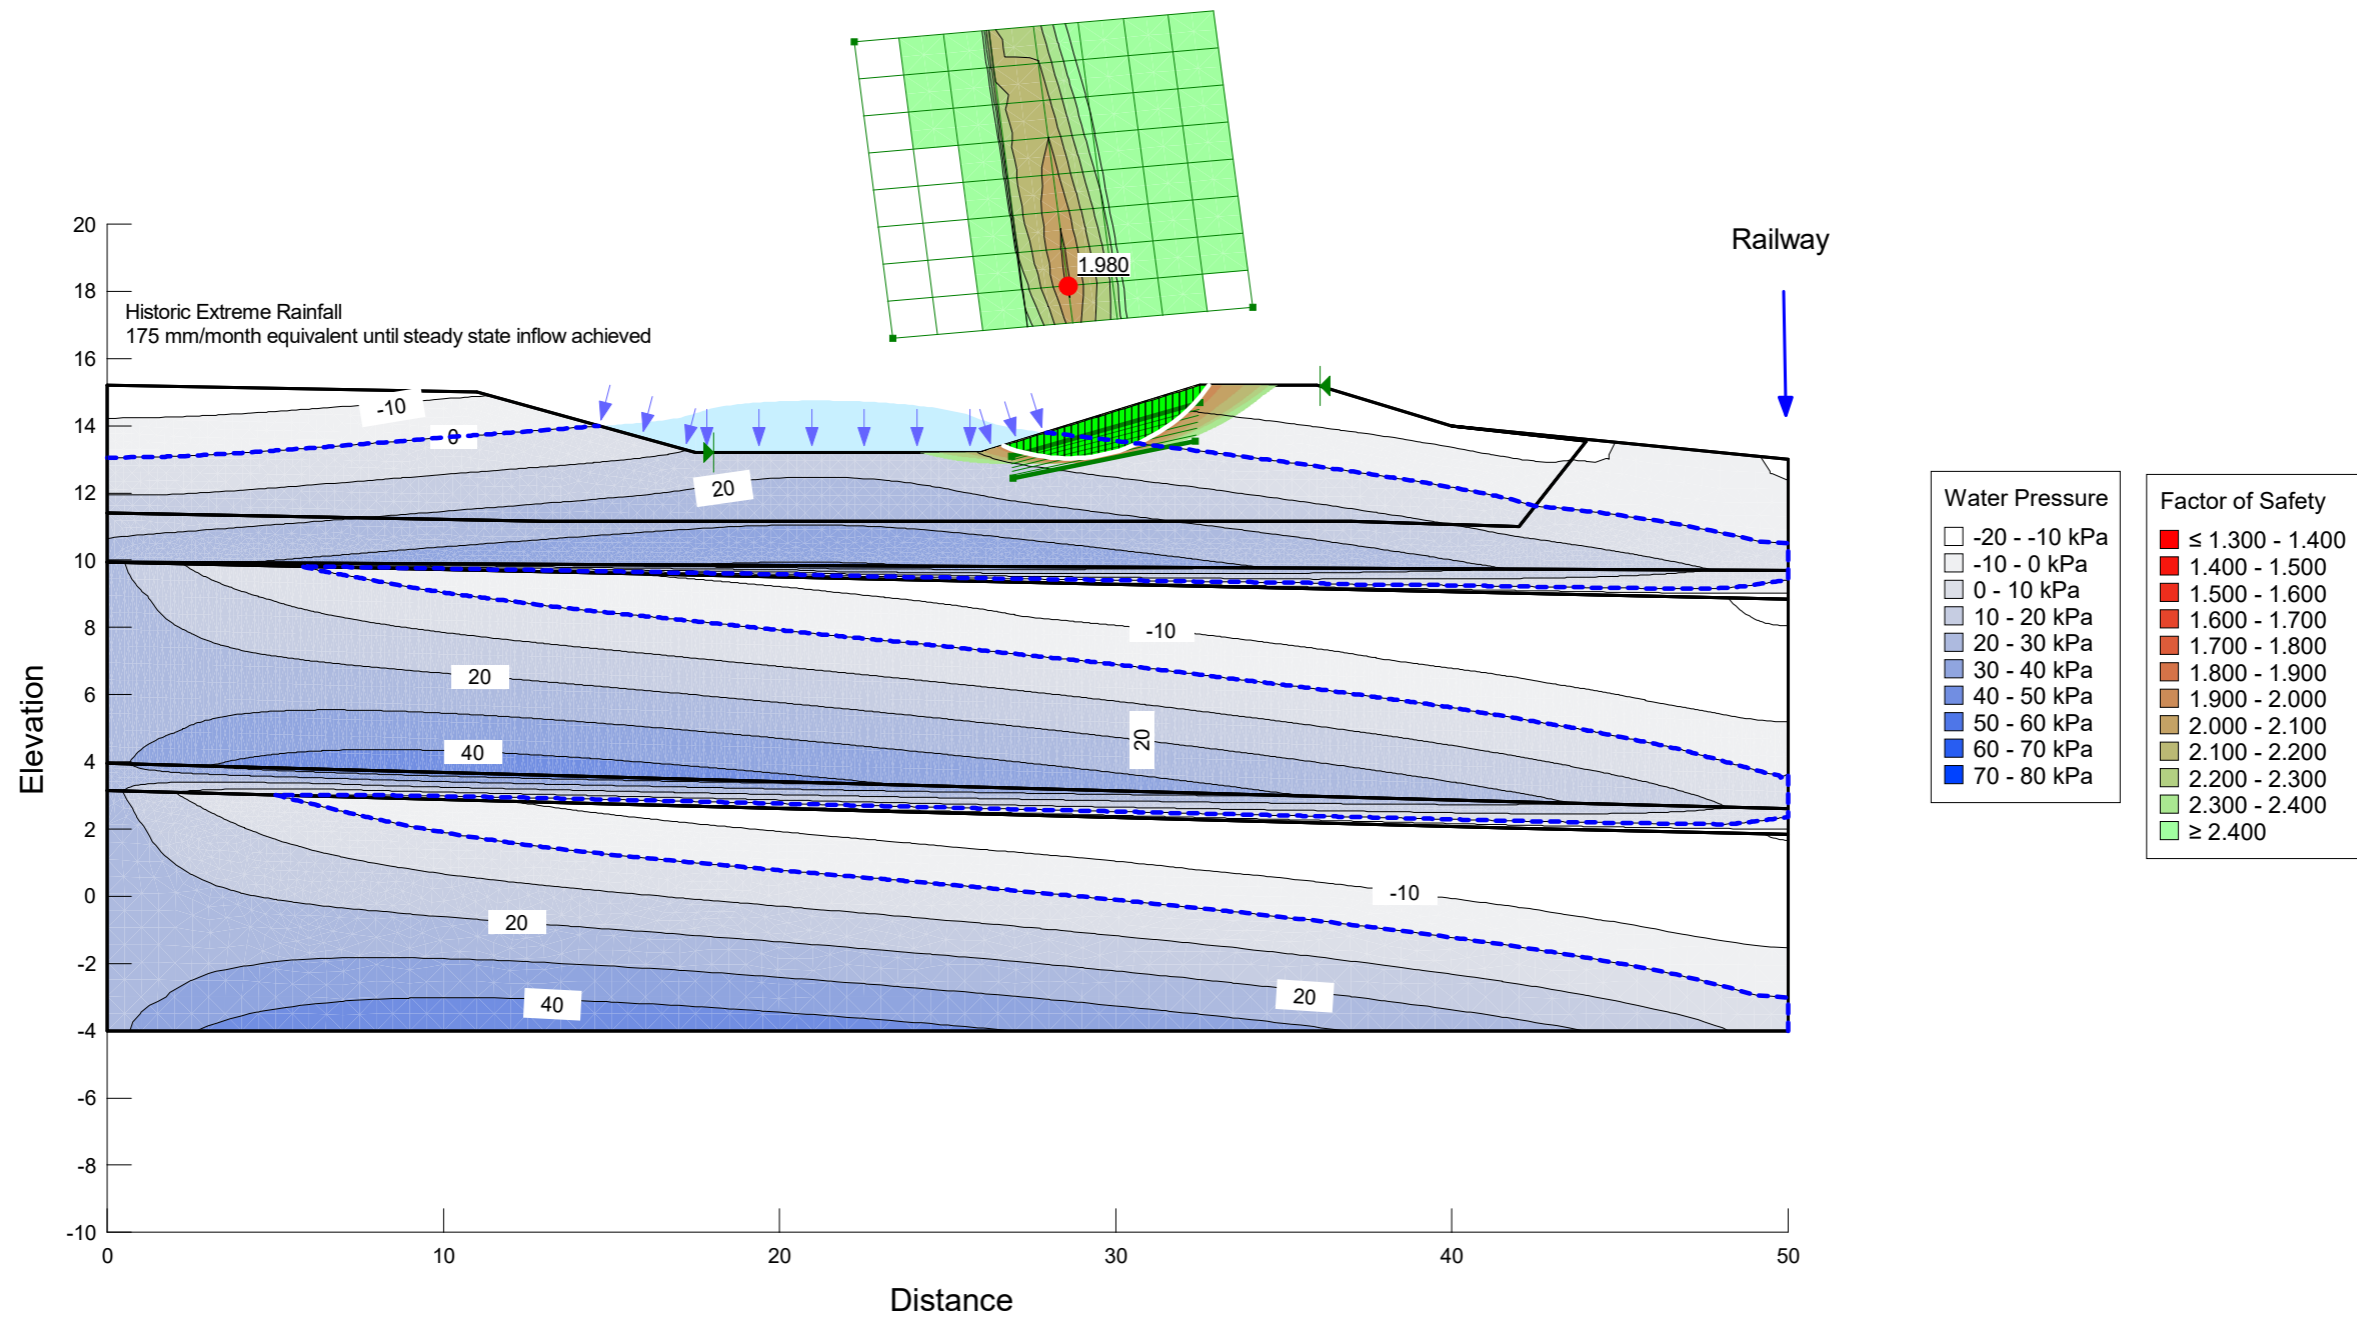 1.980
Railway
Historic Extreme Rainfall
175 mm/month equivalent until steady state inflow achieved
20
18
16
14
12
10
8
6
4
2
0
-2
-4
-6
-8
-10
Elevation
-10
0
20
-10
20
20
40
-10
20
40
20
0
10
20
30
40
50
Distance
Water Pressure
-20 - -10 kPa
-10 - 0 kPa
0 - 10 kPa
10 - 20 kPa
20 - 30 kPa
30 - 40 kPa
40 - 50 kPa
50 - 60 kPa
60 - 70 kPa
70 - 80 kPa
Factor of Safety
≤ 1.300 - 1.400
1.400 - 1.500
1.500 - 1.600
1.600 - 1.700
1.700 - 1.800
1.800 - 1.900
1.900 - 2.000
2.000 - 2.100
2.100 - 2.200
2.200 - 2.300
2.300 - 2.400
≥ 2.400